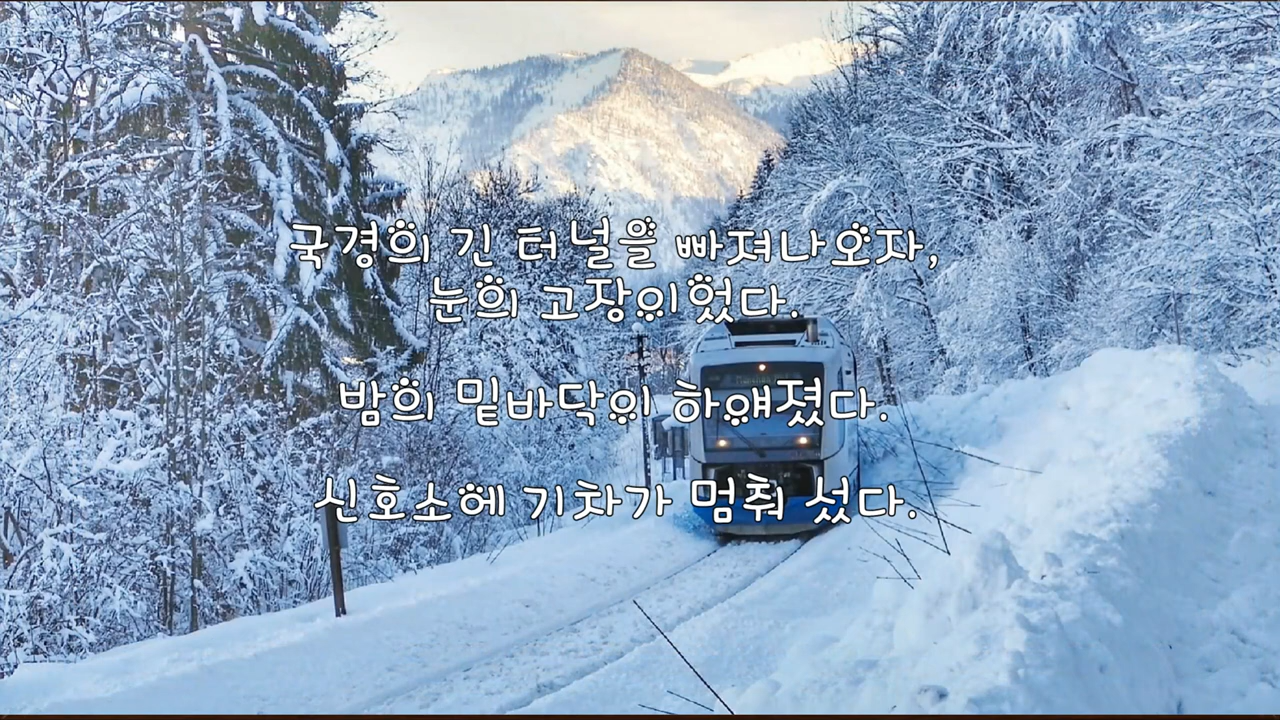 국경의 긴 터널을 빠져나오자,
눈의 고장이었다.
밤의 밑바닥이 하얘졌다.
신호소에 기차가 멈춰 섰다.